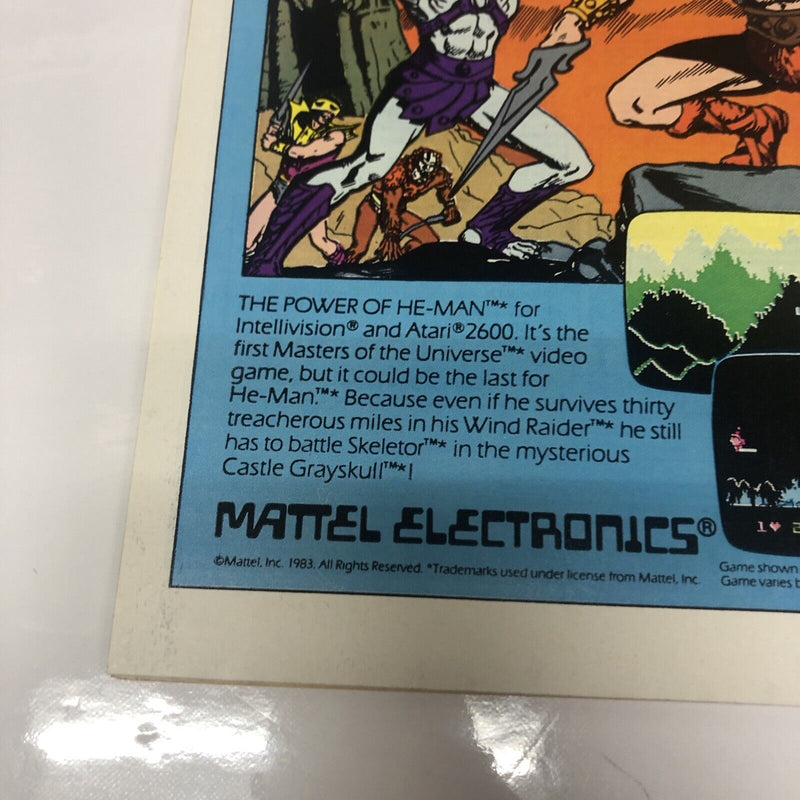 THE POWER OF HE-MAN™* for
Intellivision® and Atari®2600. It's the
first Masters of the Universe™* video
game, but it could be the last for
He-Man.™* Because even if he survives thirty
treacherous miles in his Wind Raider™* he still
has to battle Skeletor™* in the mysterious
Castle Grayskull™*!
MATTEL ELECTRONICS®
©Mattel, Inc. 1983. All Rights Reserved. *Trademarks used under license from Mattel, Inc.
1♥
Game shown
Game varies b